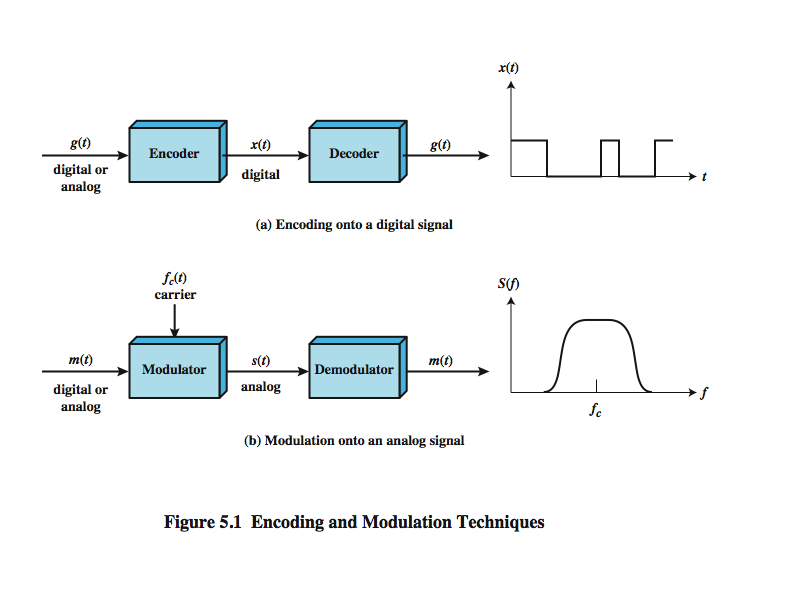 x(t)
g(t)
digital or
analog
Encoder
x(t)
digital
Decoder
g(t)
t
(a) Encoding onto a digital signal
fc(t)
carrier
S(f)
m(t)
digital or
analog
Modulator
s(t)
analog
Demodulator
m(t)
f
fc
(b) Modulation onto an analog signal
Figure 5.1 Encoding and Modulation Techniques